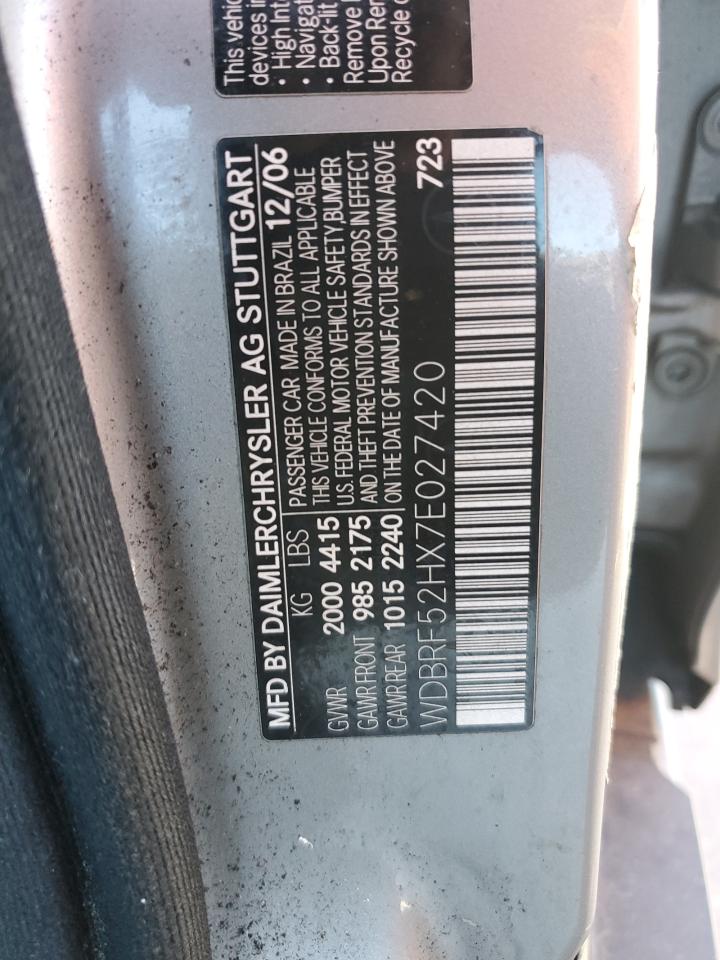 This vehic
devices in
• High Int
• Navigat
• Back-lit
Remove
Upon Ren
Recycle
MFD BY DAIMLERCHRYSLER AG STUTTGART
KG LBS PASSENGER CAR MADE IN BRAZIL 12/06
THIS VEHICLE CONFORMS TO ALL APPLICABLE
GVWR 2000 4415 U.S. FEDERAL MOTOR VEHICLE SAFETY,BUMPER
GAWR FRONT 985 2175 AND THEFT PREVENTION STANDARDS IN EFFECT
GAWR REAR 1015 2240 ON THE DATE OF MANUFACTURE SHOWN ABOVE
WDBRF52HX7E027420 723